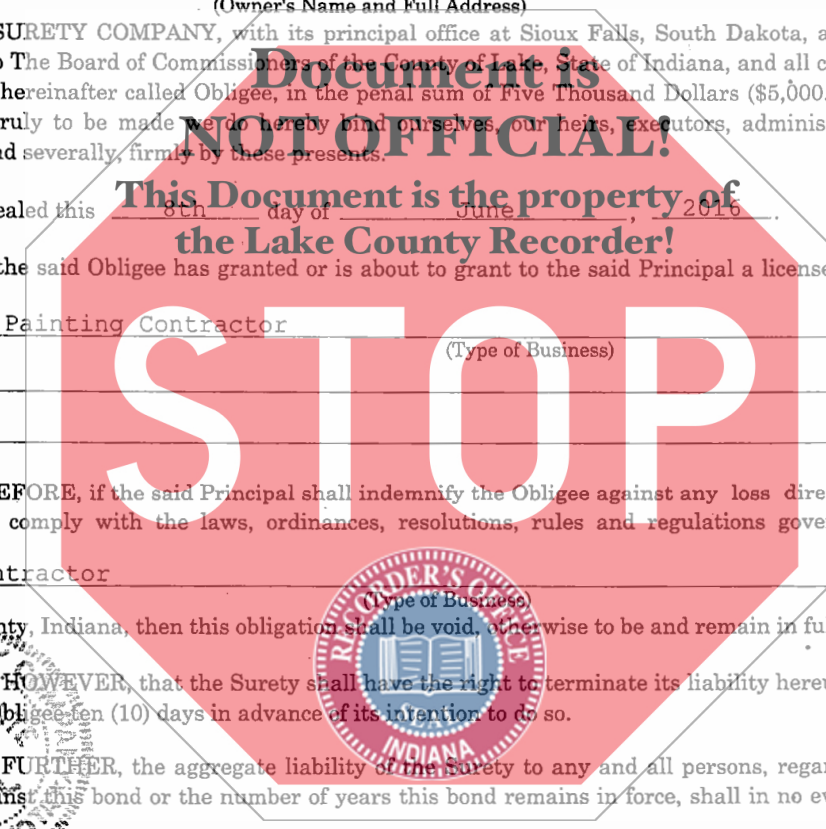 (Owner's Name and Full Address)
SURETY COMPANY, with its principal office at Sioux Falls, South Dakota, a
o The Board of Commissioners of the County of Lake, State of Indiana, and all c
Document is
hereinafter called Obligee, in the penal sum of Five Thousand Dollars ($5,000.
ruly to be made we do hereby bind ourselves, our heirs, executors, adminis
NOT OFFICIAL!
nd severally, firmly by these presents.
This Document is the property of
ealed this 8th day of June, 2016.
the Lake County Recorder!
the said Obligee has granted or is about to grant to the said Principal a license
Painting Contractor
(Type of Business)
STOP
EFORE, if the said Principal shall indemnify the Obligee against any loss dire
comply with the laws, ordinances, resolutions, rules and regulations gove
ntractor
(Type of Business)
RECORDER'S OFFICE
nty, Indiana, then this obligation shall be void, otherwise to be and remain in fu
HOWEVER, that the Surety shall have the right to terminate its liability hereu
bligee ten (10) days in advance of its intention to do so.
SEAL
INDIANA
FURTHER, the aggregate liability of the Surety to any and all persons, regar
inst this bond or the number of years this bond remains in force, shall in no ev